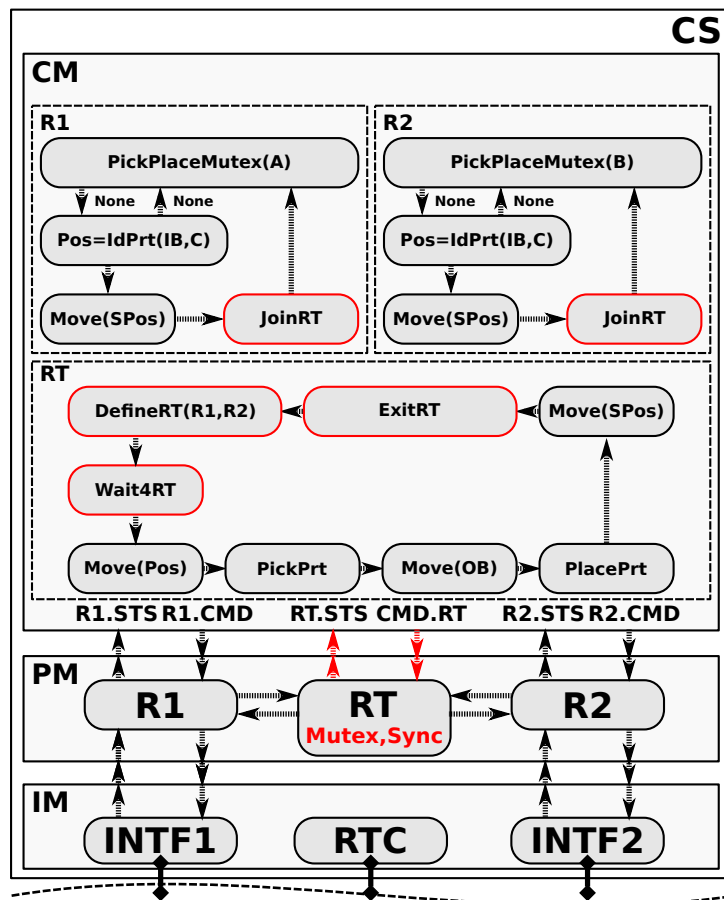 CS
CM
R1
PickPlaceMutex(A)
None
None
Pos=IdPrt(IB,C)
Move(SPos)
JoinRT
R2
PickPlaceMutex(B)
None
None
Pos=IdPrt(IB,C)
Move(SPos)
JoinRT
RT
DefineRT(R1,R2)
ExitRT
Move(SPos)
Wait4RT
Move(Pos)
PickPrt
Move(OB)
PlacePrt
R1.STS R1.CMD
RT.STS CMD.RT
R2.STS R2.CMD
PM
R1
RT
Mutex,Sync
R2
IM
INTF1
RTC
INTF2